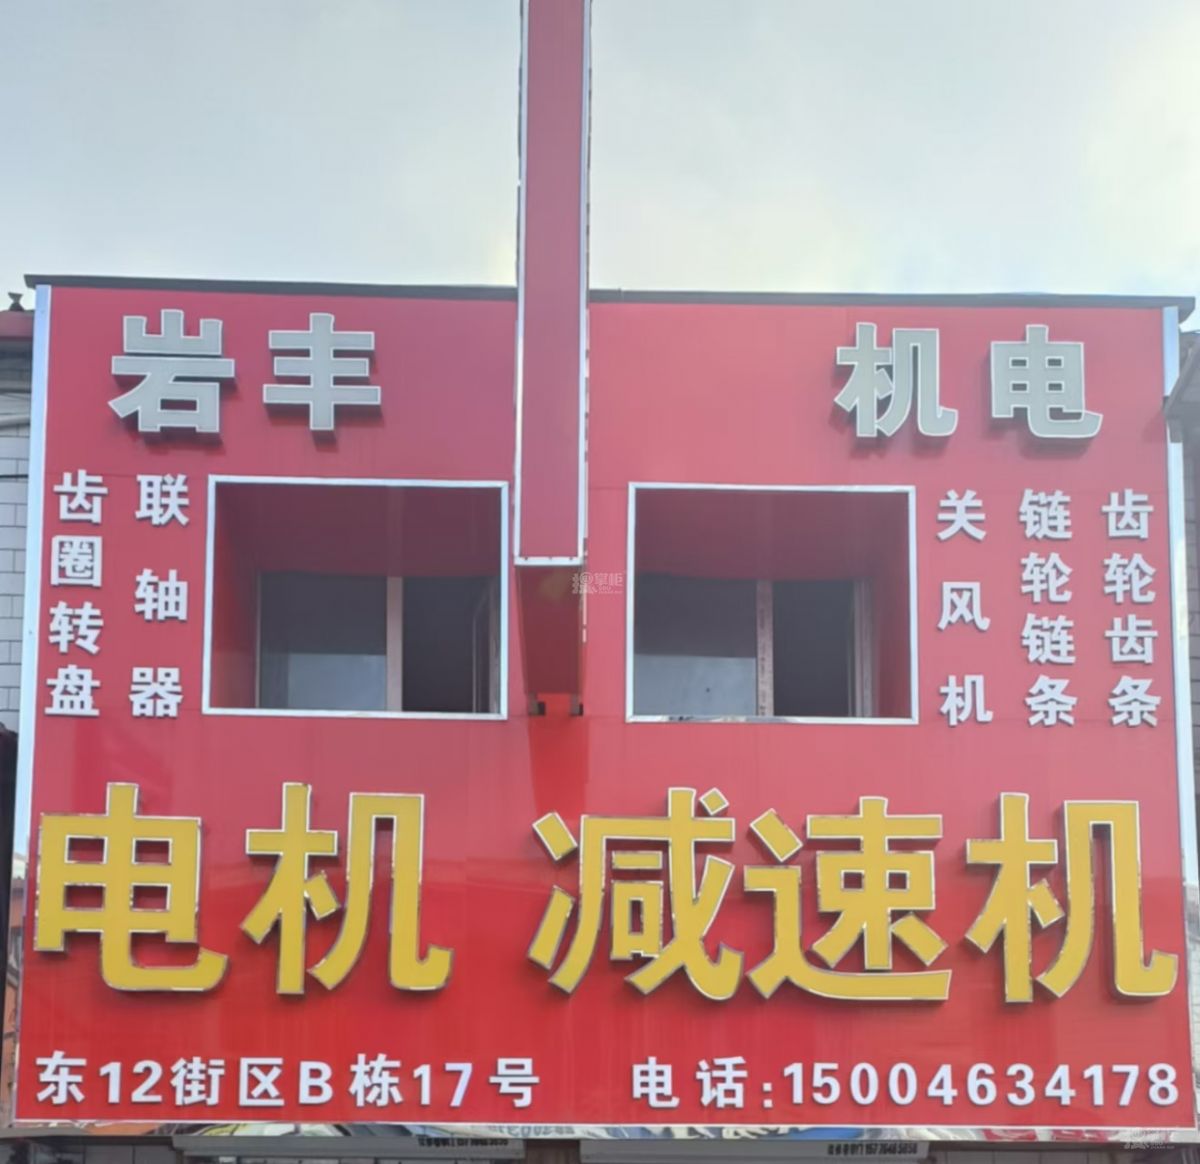 岩丰 机电
齿圈转盘
联轴器
关风机
链轮链条
齿轮齿条
电机 减速机
东12街区B栋17号 电话:15004634178
掌柜